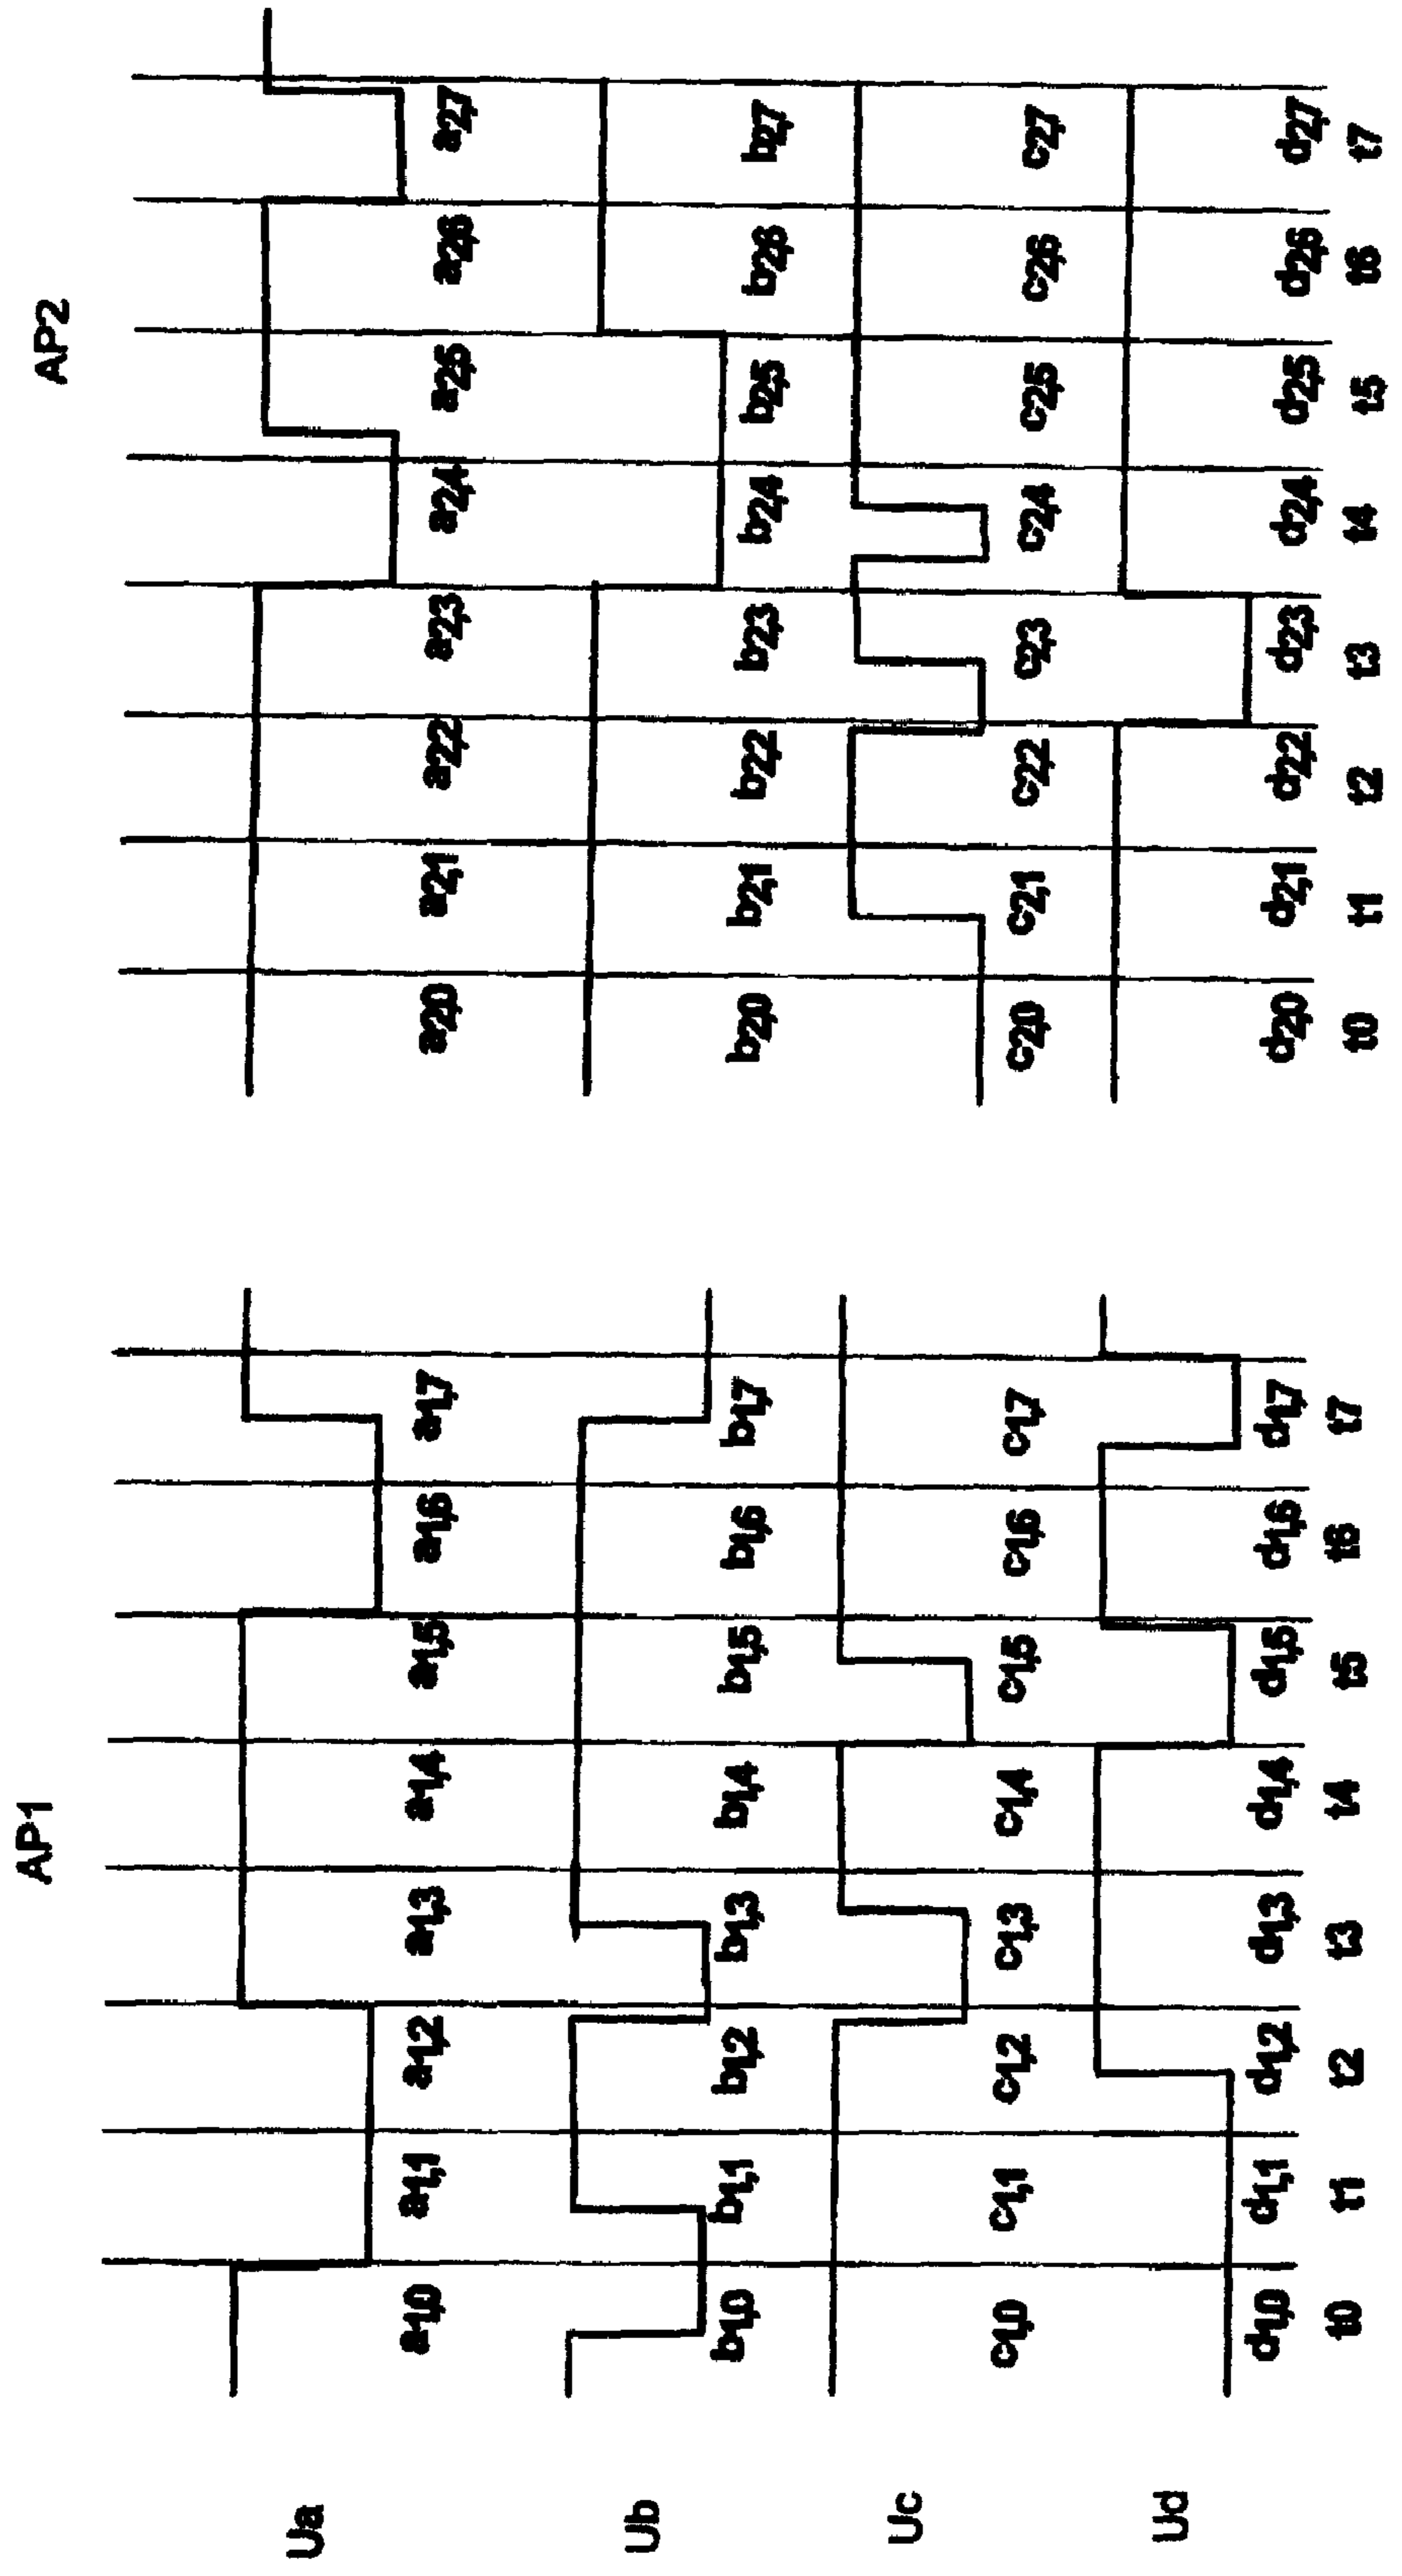 AP1
AP2
Ua
a1,0 a1,1 a1,2 a1,3 a1,4 a1,5 a1,6 a1,7
a2,0 a2,1 a2,2 a2,3 a2,4 a2,5 a2,6 a2,7
Ub
b1,0 b1,1 b1,2 b1,3 b1,4 b1,5 b1,6 b1,7
b2,0 b2,1 b2,2 b2,3 b2,4 b2,5 b2,6 b2,7
Uc
c1,0 c1,1 c1,2 c1,3 c1,4 c1,5 c1,6 c1,7
c2,0 c2,1 c2,2 c2,3 c2,4 c2,5 c2,6 c2,7
Ud
d1,0 d1,1 d1,2 d1,3 d1,4 d1,5 d1,6 d1,7
d2,0 d2,1 d2,2 d2,3 d2,4 d2,5 d2,6 d2,7
t0 t1 t2 t3 t4 t5 t6 t7
t0 t1 t2 t3 t4 t5 t6 t7